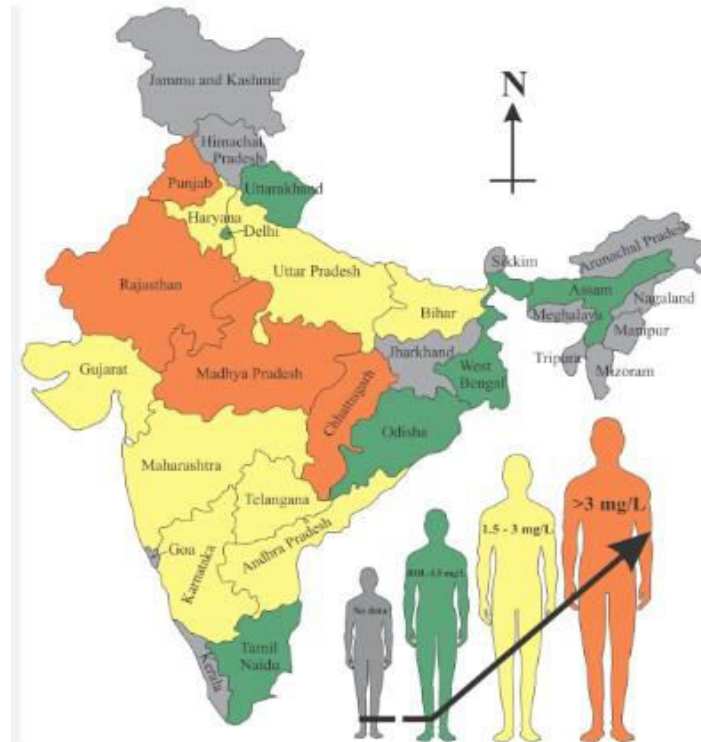 Jammu and Kashmir
N
Himachal
Pradesh
Punjab
Uttarakhand
Haryana
Delhi
Sikkim
Arunachal Pradesh
Uttar Pradesh
Rajasthan
Assam
Nagaland
Bihar
Meghalaya
Manipur
Jharkhand
Tripura
Mizoram
Gujarat
Madhya Pradesh
West
Bengal
Chhattisgarh
Odisha
Maharashtra
>3 mg/L
Telangana
1.5 - 3 mg/L
Goa
Andhra Pradesh
Karnataka
No data
Tamil
Naidu
Kerala